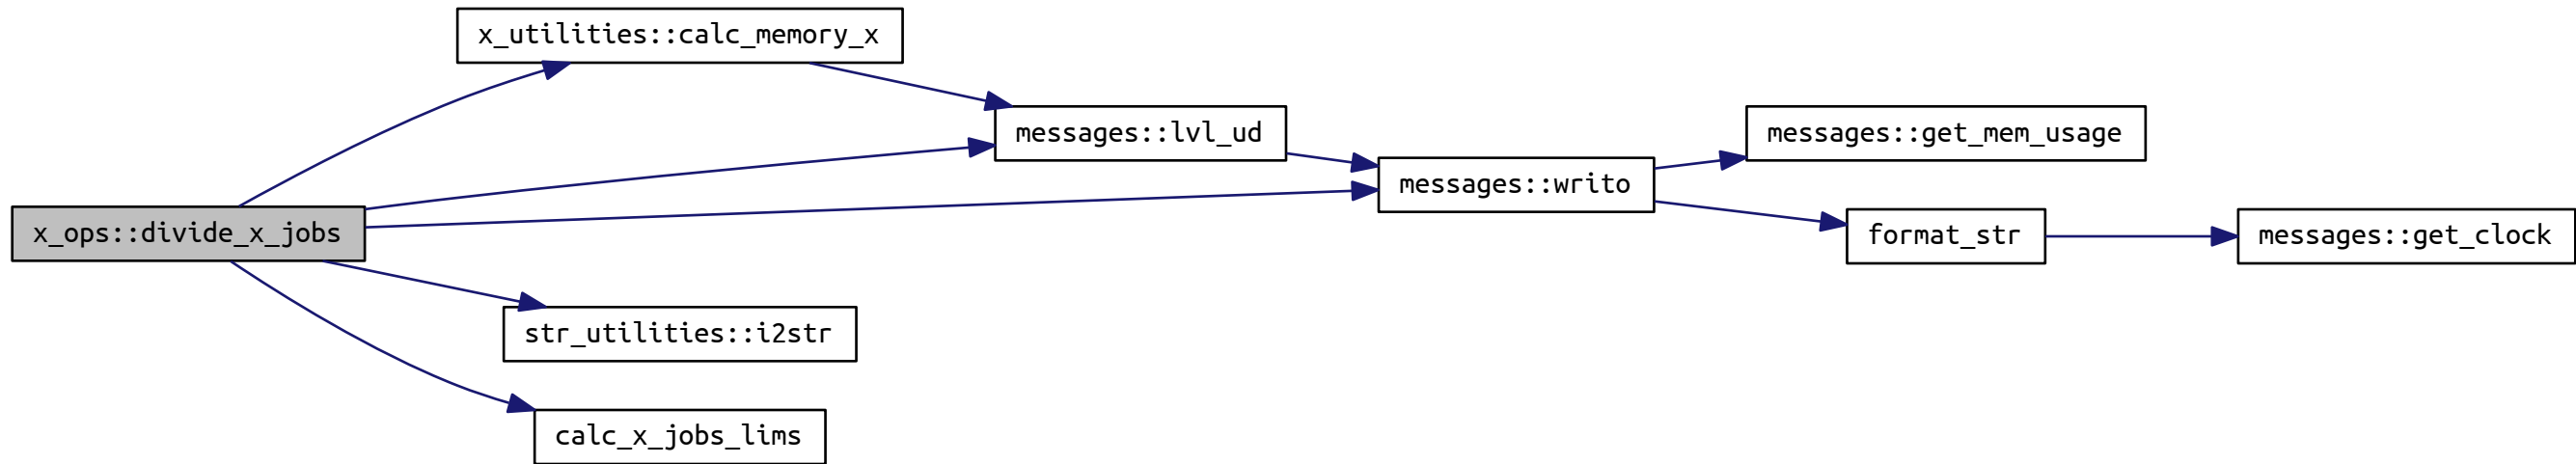 x_utilities::calc_memory_x
messages::lvl_ud
messages::get_mem_usage
messages::writo
x_ops::divide_x_jobs
format_str
messages::get_clock
str_utilities::i2str
calc_x_jobs_lims